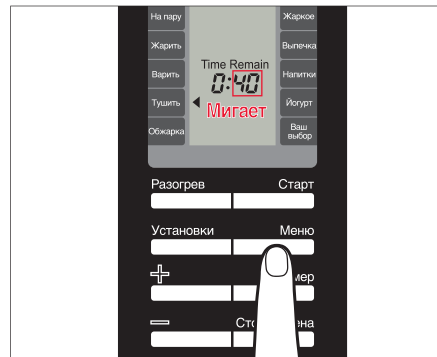 На пару
Жарить
Варить
Тушить
Обжарка
Time Remain
0:40
Мигает
Жаркое
Выпечка
Напитки
Йогурт
Ваш
выбор
Разогрев Старт
Установки Меню